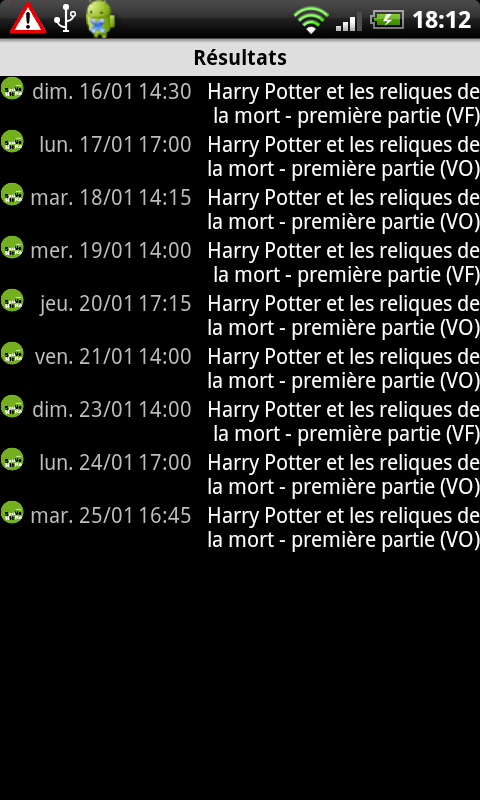 18:12
Résultats
dim. 16/01 14:30 Harry Potter et les reliques de
la mort - première partie (VF)
lun. 17/01 17:00 Harry Potter et les reliques de
la mort - première partie (VO)
mar. 18/01 14:15 Harry Potter et les reliques de
la mort - première partie (VO)
mer. 19/01 14:00 Harry Potter et les reliques de
la mort - première partie (VF)
jeu. 20/01 17:15 Harry Potter et les reliques de
la mort - première partie (VO)
ven. 21/01 14:00 Harry Potter et les reliques de
la mort - première partie (VO)
dim. 23/01 14:00 Harry Potter et les reliques de
la mort - première partie (VF)
lun. 24/01 17:00 Harry Potter et les reliques de
la mort - première partie (VO)
mar. 25/01 16:45 Harry Potter et les reliques de
la mort - première partie (VO)